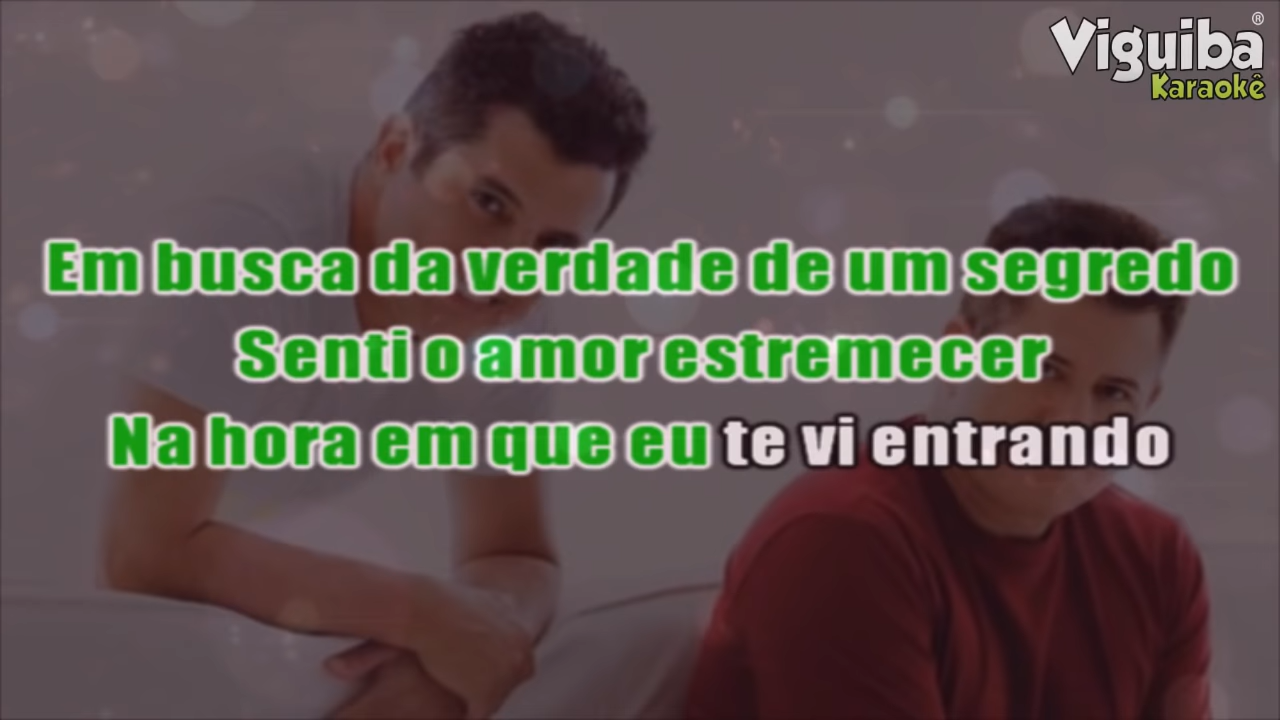 Viguiba®
Karaokê
Em busca da verdade de um segredo
Senti o amor estremecer
Na hora em que eu te vi entrando